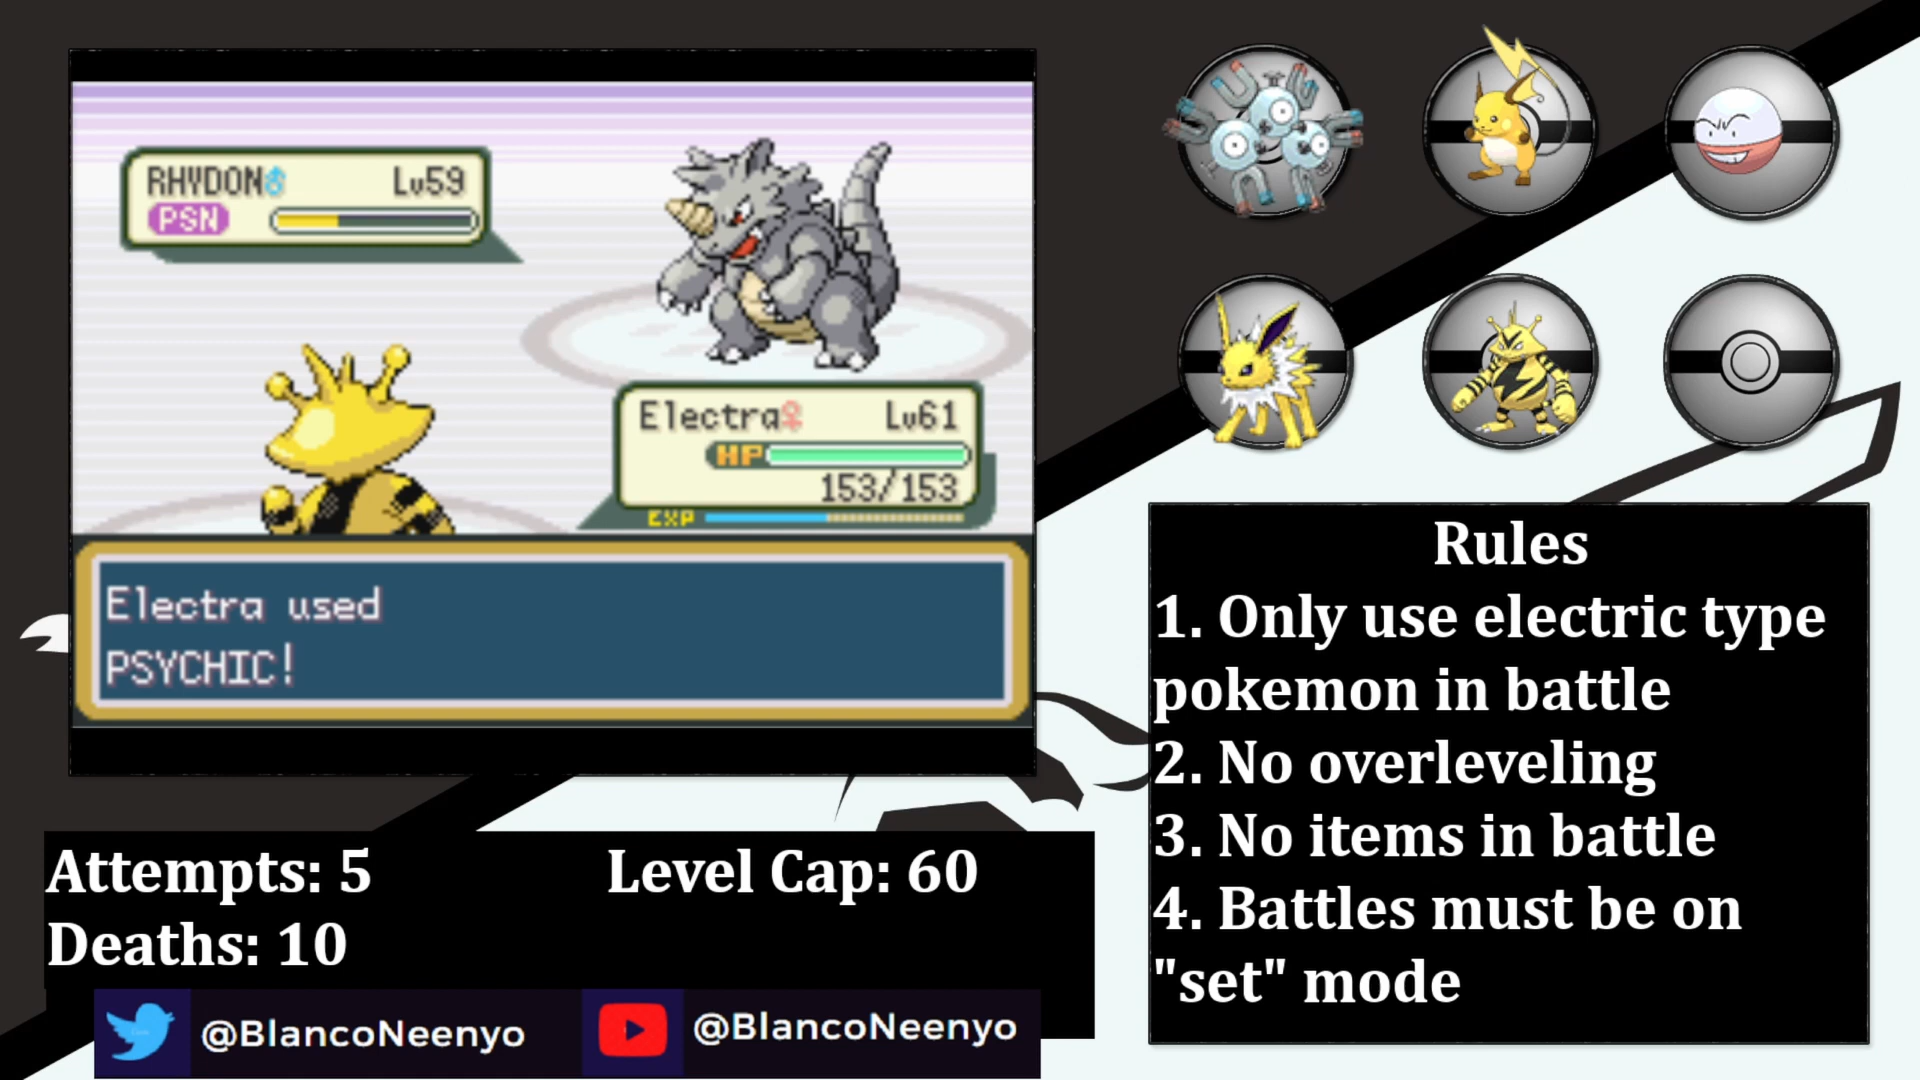 RHYDON♂ Lv59
PSN
Electra♀ Lv61
HP
153/153
EXP
Electra used
PSYCHIC!
Rules
1. Only use electric type
pokemon in battle
2. No overleveling
3. No items in battle
4. Battles must be on
"set" mode
Attempts: 5 Level Cap: 60
Deaths: 10
@BlancoNeenyo @BlancoNeenyo